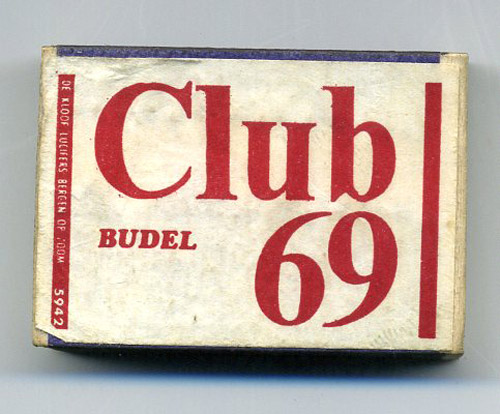 Club
69
BUDEL
DE KLOOF LUCIFERS BERGEN OP ZOOM 5942